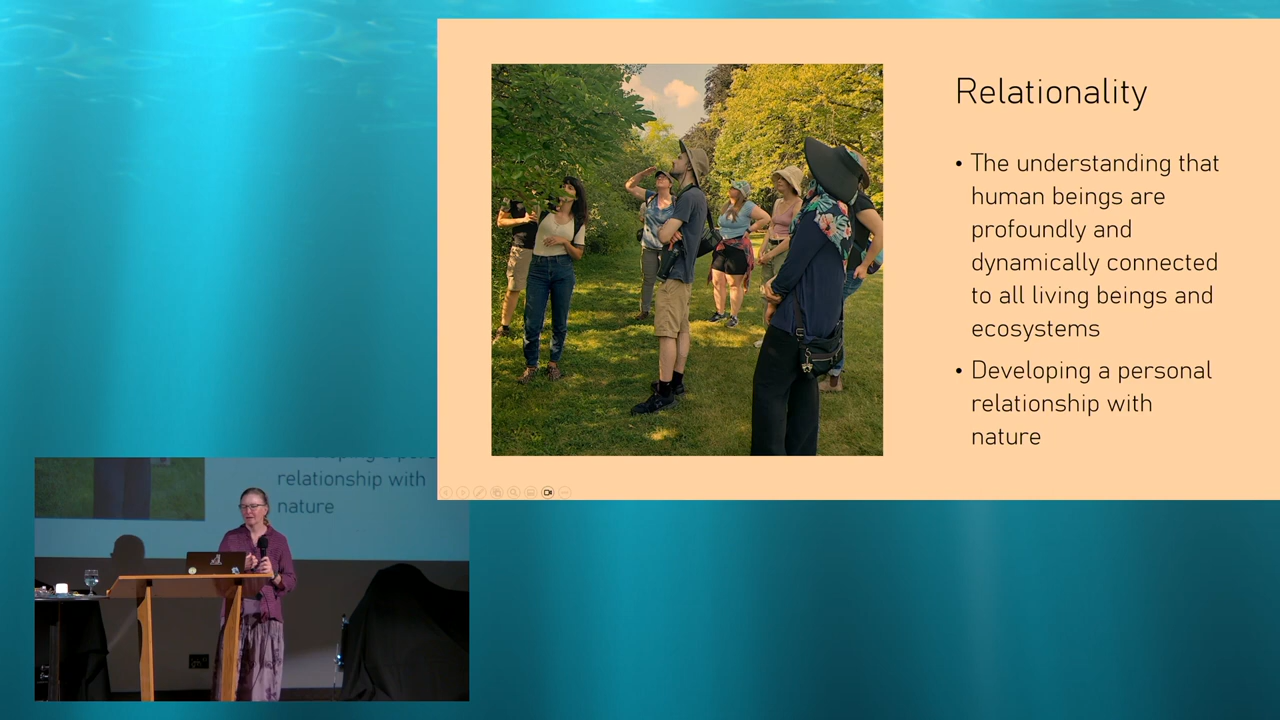 Relationality
• The understanding that
human beings are
profoundly and
dynamically connected
to all living beings and
ecosystems
• Developing a personal
relationship with
nature
relationship with
nature